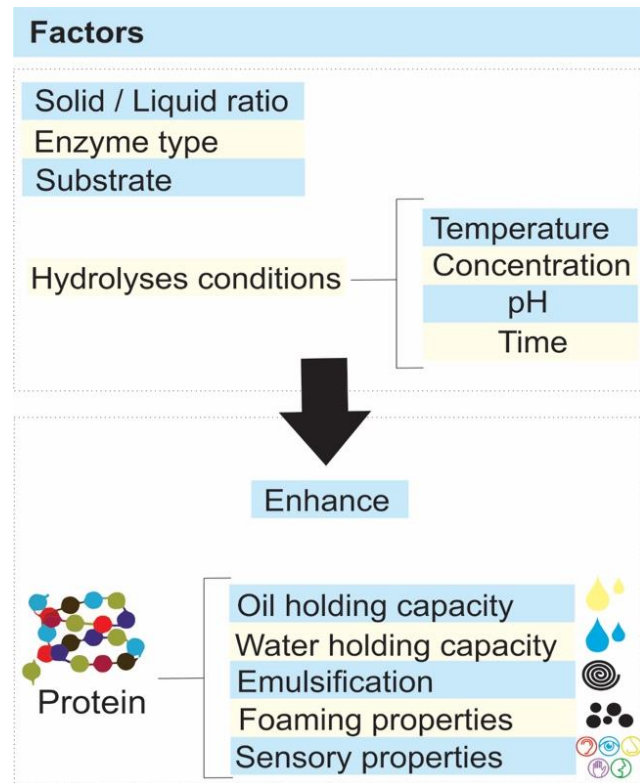 Factors
Solid / Liquid ratio
Enzyme type
Substrate
Hydrolyses conditions
Temperature
Concentration
pH
Time
Enhance
Protein
Oil holding capacity
Water holding capacity
Emulsification
Foaming properties
Sensory properties